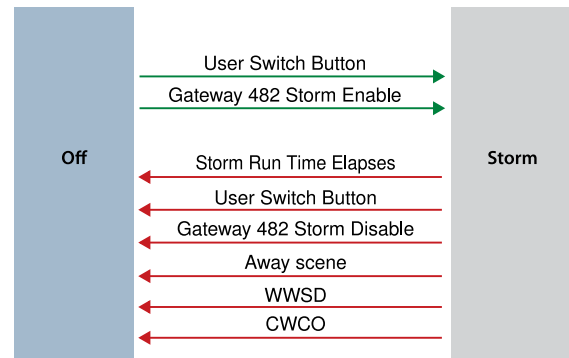 User Switch Button
Gateway 482 Storm Enable
Off
Storm
Storm Run Time Elapses
User Switch Button
Gateway 482 Storm Disable
Away scene
WWSD
CWCO